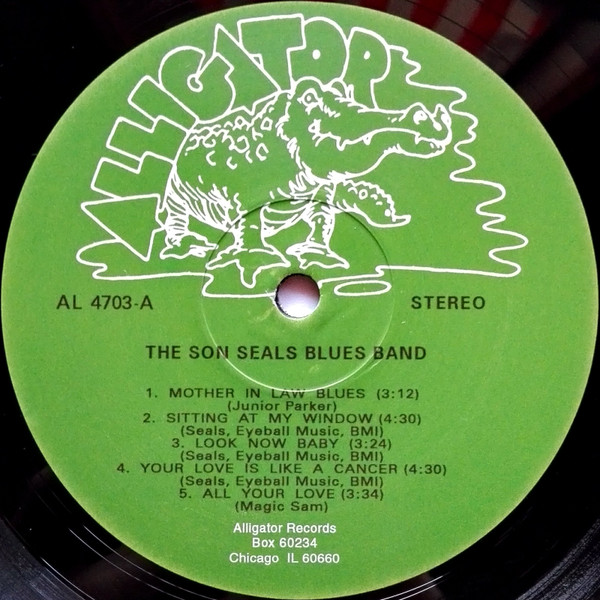 ALLIGATOR
AL 4703-A
STEREO
THE SON SEALS BLUES BAND
1. MOTHER IN LAW BLUES (3:12)
(Junior Parker)
2. SITTING AT MY WINDOW (4:30)
(Seals, Eyeball Music, BMI)
3. LOOK NOW BABY (3:24)
(Seals, Eyeball Music, BMI)
4. YOUR LOVE IS LIKE A CANCER (4:30)
(Seals, Eyeball Music, BMI)
5. ALL YOUR LOVE (3:34)
(Magic Sam)
Alligator Records
Box 60234
Chicago IL 60660